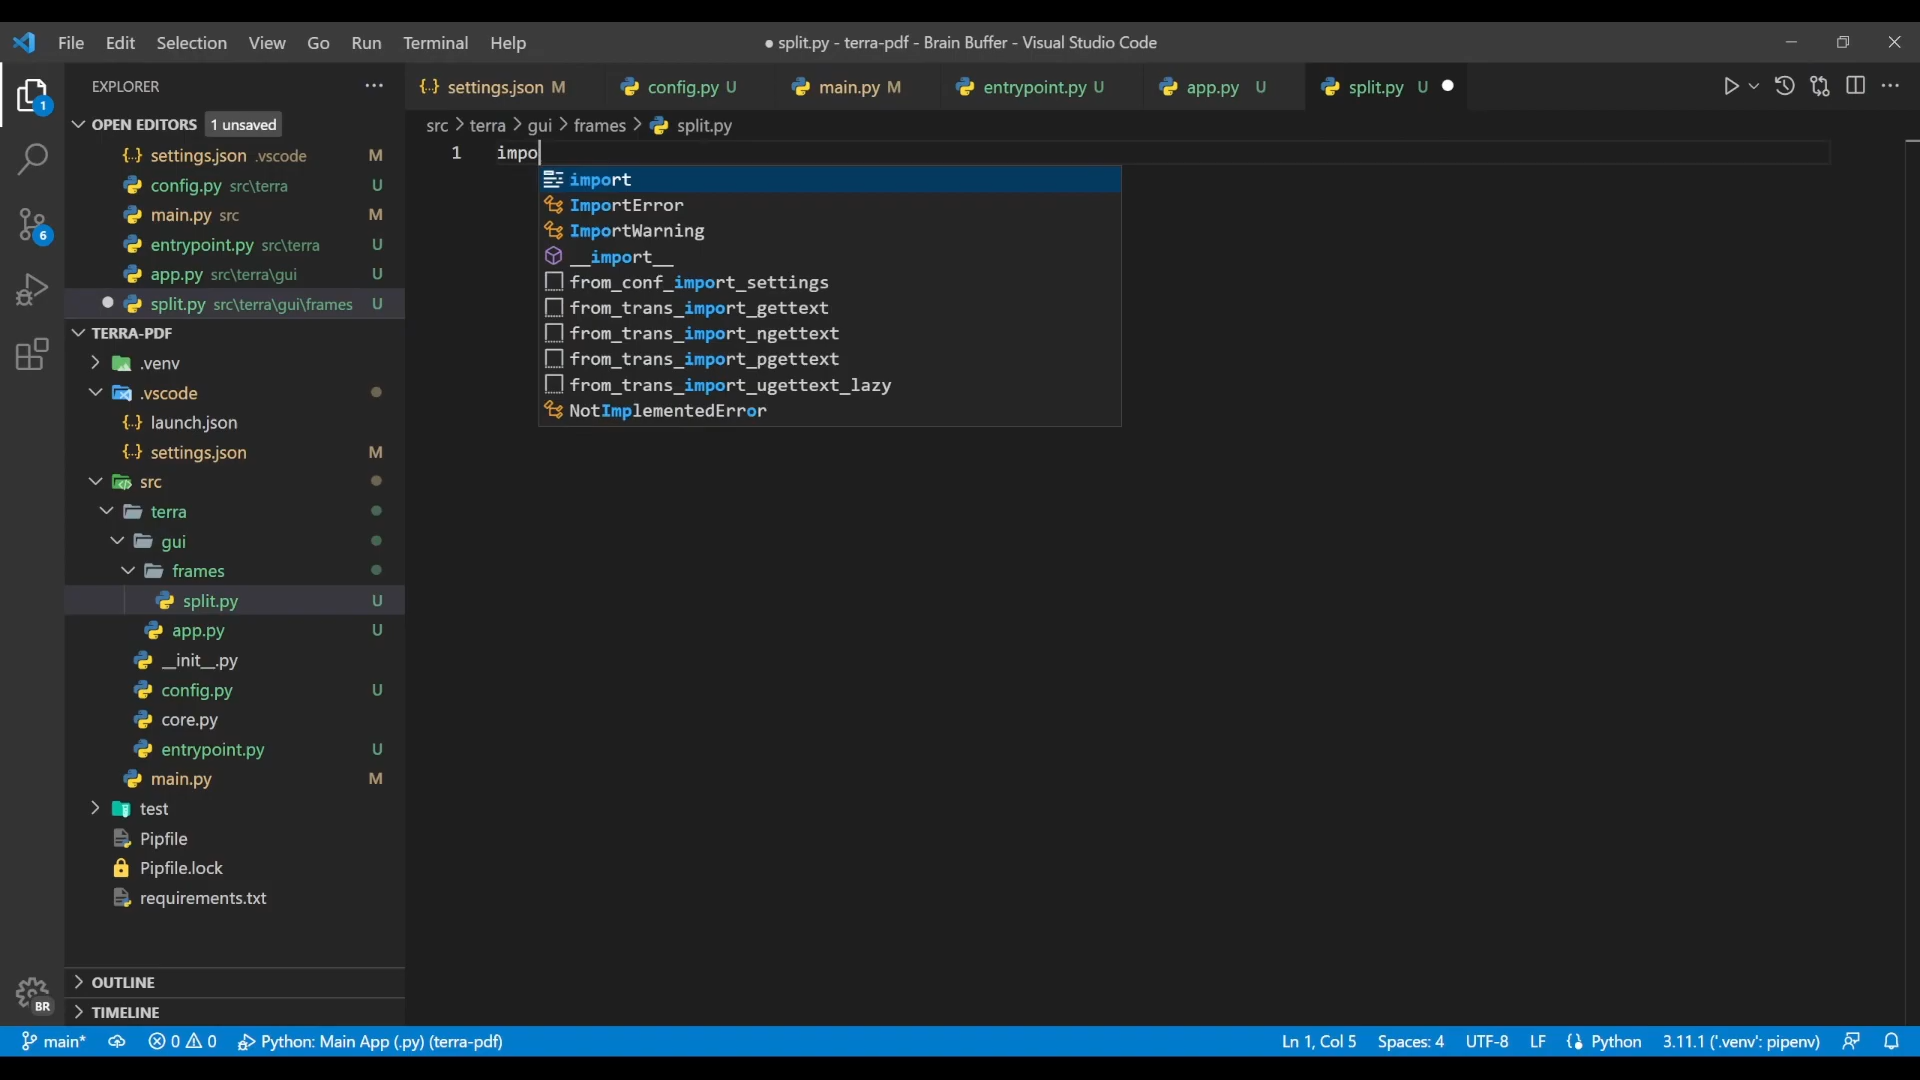 File Edit Selection View Go Run Terminal Help
● split.py - terra-pdf - Brain Buffer - Visual Studio Code
EXPLORER
1
6
OPEN EDITORS 1 unsaved
settings.json .vscode M
config.py src\terra U
main.py src M
entrypoint.py src\terra U
app.py src\terra\gui U
split.py src\terra\gui\frames U
TERRA-PDF
.venv
.vscode
launch.json
settings.json M
src
terra
gui
frames
split.py U
app.py U
__init__.py
config.py U
core.py
entrypoint.py U
main.py M
test
Pipfile
Pipfile.lock
requirements.txt
OUTLINE
TIMELINE
BR
settings.json M config.py U main.py M entrypoint.py U app.py U split.py U
src > terra > gui > frames > split.py
1 impo
import
ImportError
ImportWarning
__import__
from_conf_import_settings
from_trans_import_gettext
from_trans_import_ngettext
from_trans_import_pgettext
from_trans_import_ugettext_lazy
NotImplementedError
main* 0 0 Python: Main App (.py) (terra-pdf) Ln 1, Col 5 Spaces: 4 UTF-8 LF Python 3.11.1 ('.venv': pipenv)